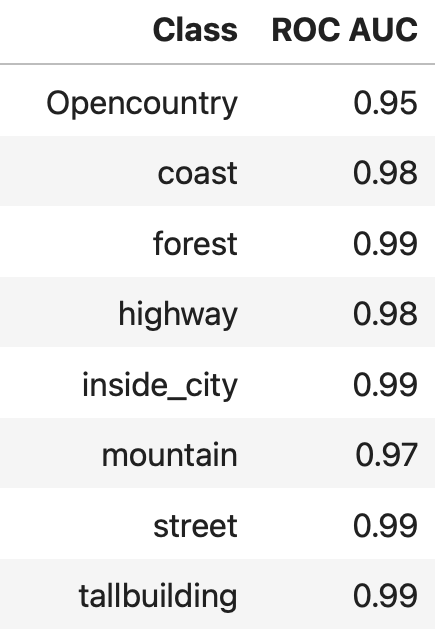 Class ROC AUC
Opencountry 0.95
coast 0.98
forest 0.99
highway 0.98
inside_city 0.99
mountain 0.97
street 0.99
tallbuilding 0.99